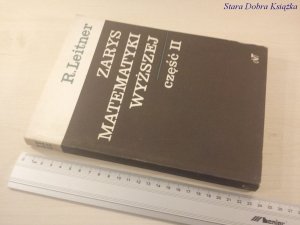 Stara Dobra Książka
R. Leitner
ZARYS
MATEMATYKI
WYŻSZEJ
część II